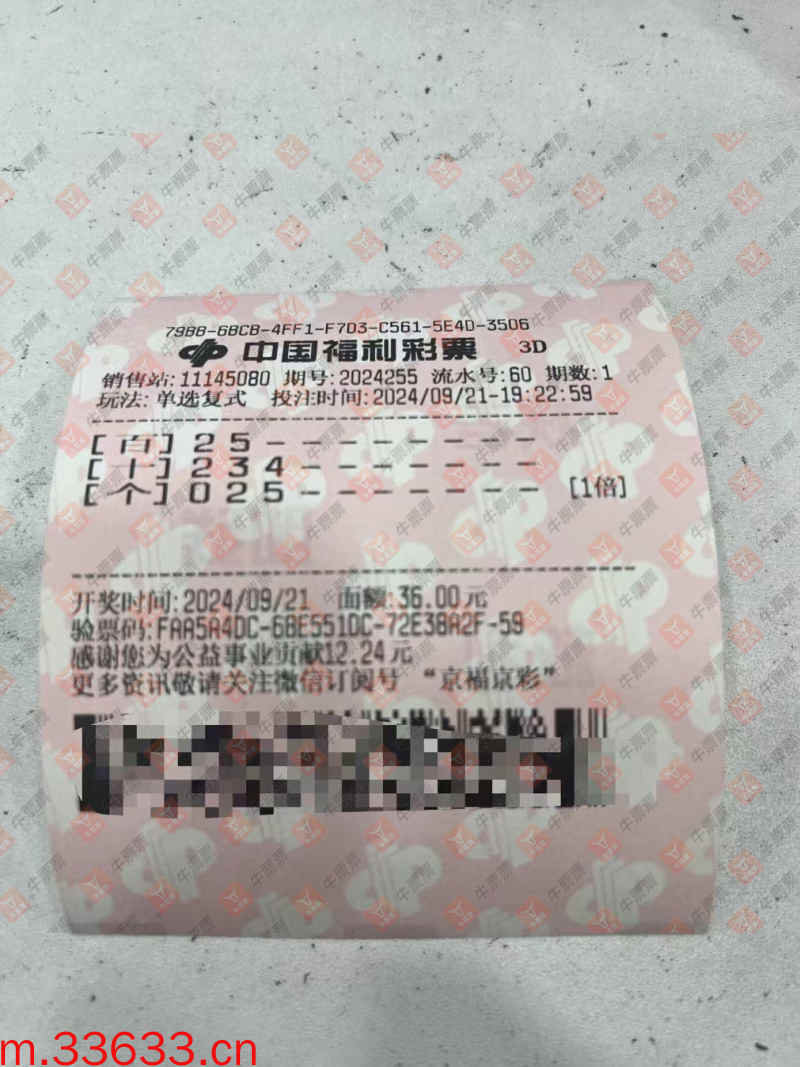 7988-6BCB-4FF1-F7D3-C561-5E4D-3506
中国福利彩票 3D
销售站:11145080 期号:2024255 流水号:60 期数:1
玩法:单选复式 投注时间:2024/09/21-19:22:59
[百] 2 5 - - - - - - - -
[十] 2 3 4 - - - - - - -
[个] 0 2 5 - - - - - - - [1倍]
开奖时间:2024/09/21 面额:36.00元
验票码:FAA5A4DC-6BE551DC-72E38A2F-59
感谢您为公益事业贡献12.24元
更多资讯敬请关注微信订阅号 “京福京彩”
牛票票
m.33633.cn